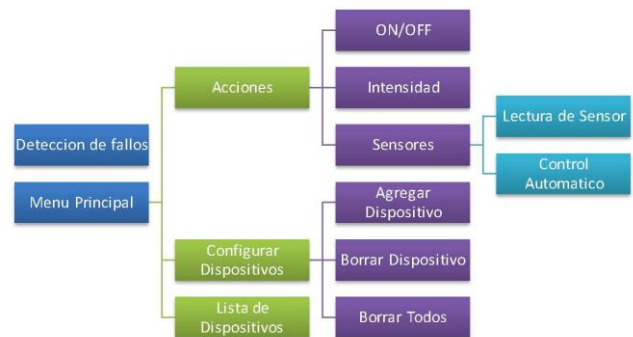 ON/OFF
Acciones
Intensidad
Deteccion de fallos
Sensores
Lectura de Sensor
Control
Automatico
Menu Principal
Agregar
Dispositivo
Configurar
Dispositivos
Borrar Dispositivo
Lista de
Dispositivos
Borrar Todos